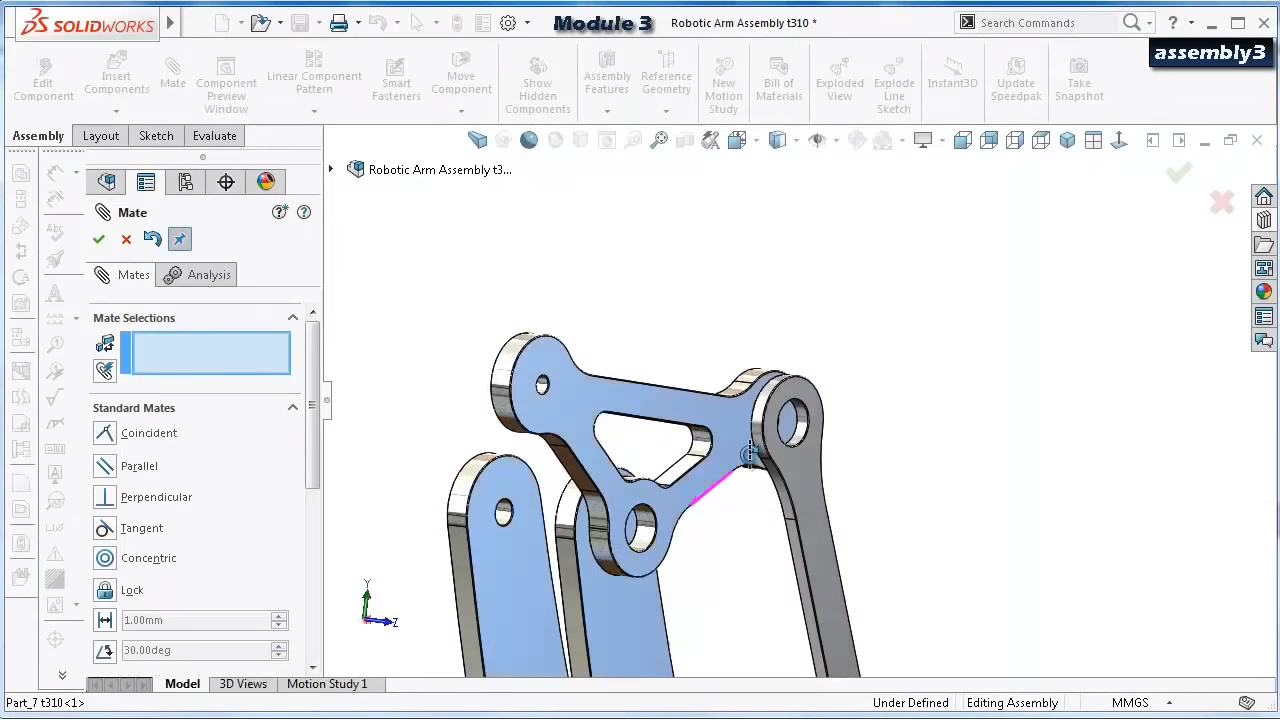 SOLIDWORKS
Module 3
Robotic Arm Assembly t310 *
Search Commands
?
assembly3
Edit Component
Insert Components
Mate
Component Preview Window
Linear Component Pattern
Smart Fasteners
Move Component
Show Hidden Components
Assembly Features
Reference Geometry
New Motion Study
Bill of Materials
Exploded View
Explode Line Sketch
Instant3D
Update Speedpak
Take Snapshot
Assembly
Layout
Sketch
Evaluate
Robotic Arm Assembly t3...
Mate
Mates
Analysis
Mate Selections
Standard Mates
Coincident
Parallel
Perpendicular
Tangent
Concentric
Lock
1.00mm
30.00deg
Y
Z
Model
3D Views
Motion Study 1
Part_7 t310<1>
Under Defined
Editing Assembly
MMGS